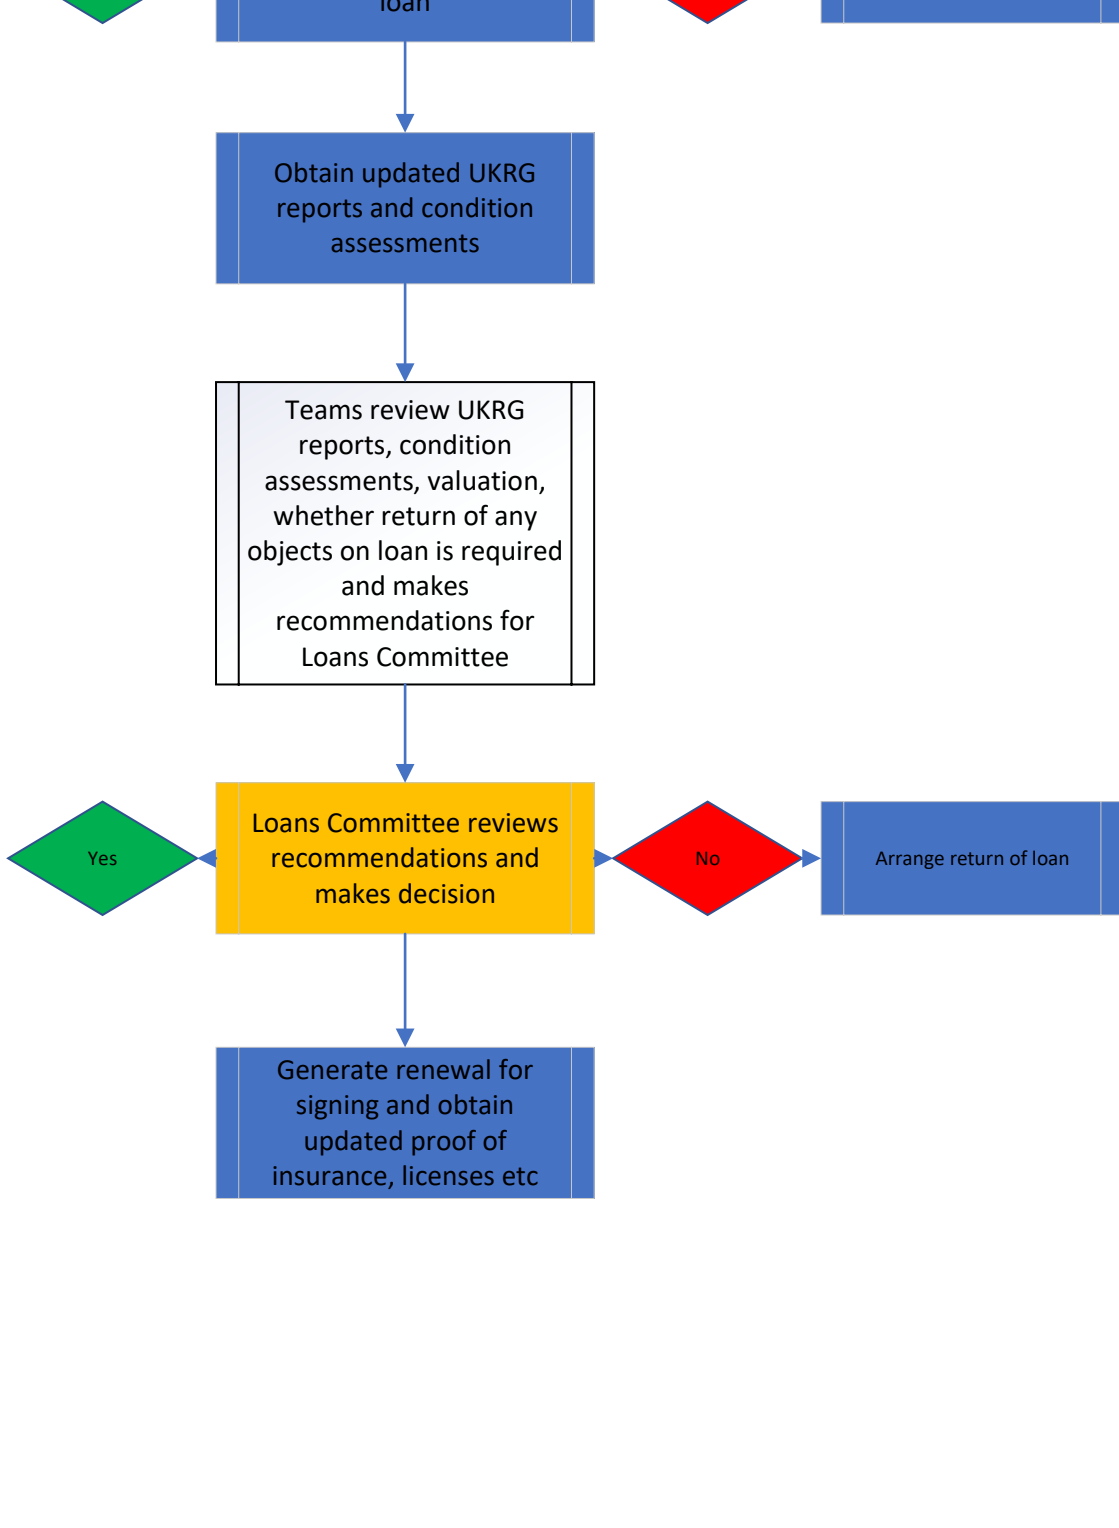 loan
Obtain updated UKRG
reports and condition
assessments
Teams review UKRG
reports, condition
assessments, valuation,
whether return of any
objects on loan is required
and makes
recommendations for
Loans Committee
Yes
Loans Committee reviews
recommendations and
makes decision
No
Arrange return of loan
Generate renewal for
signing and obtain
updated proof of
insurance, licenses etc